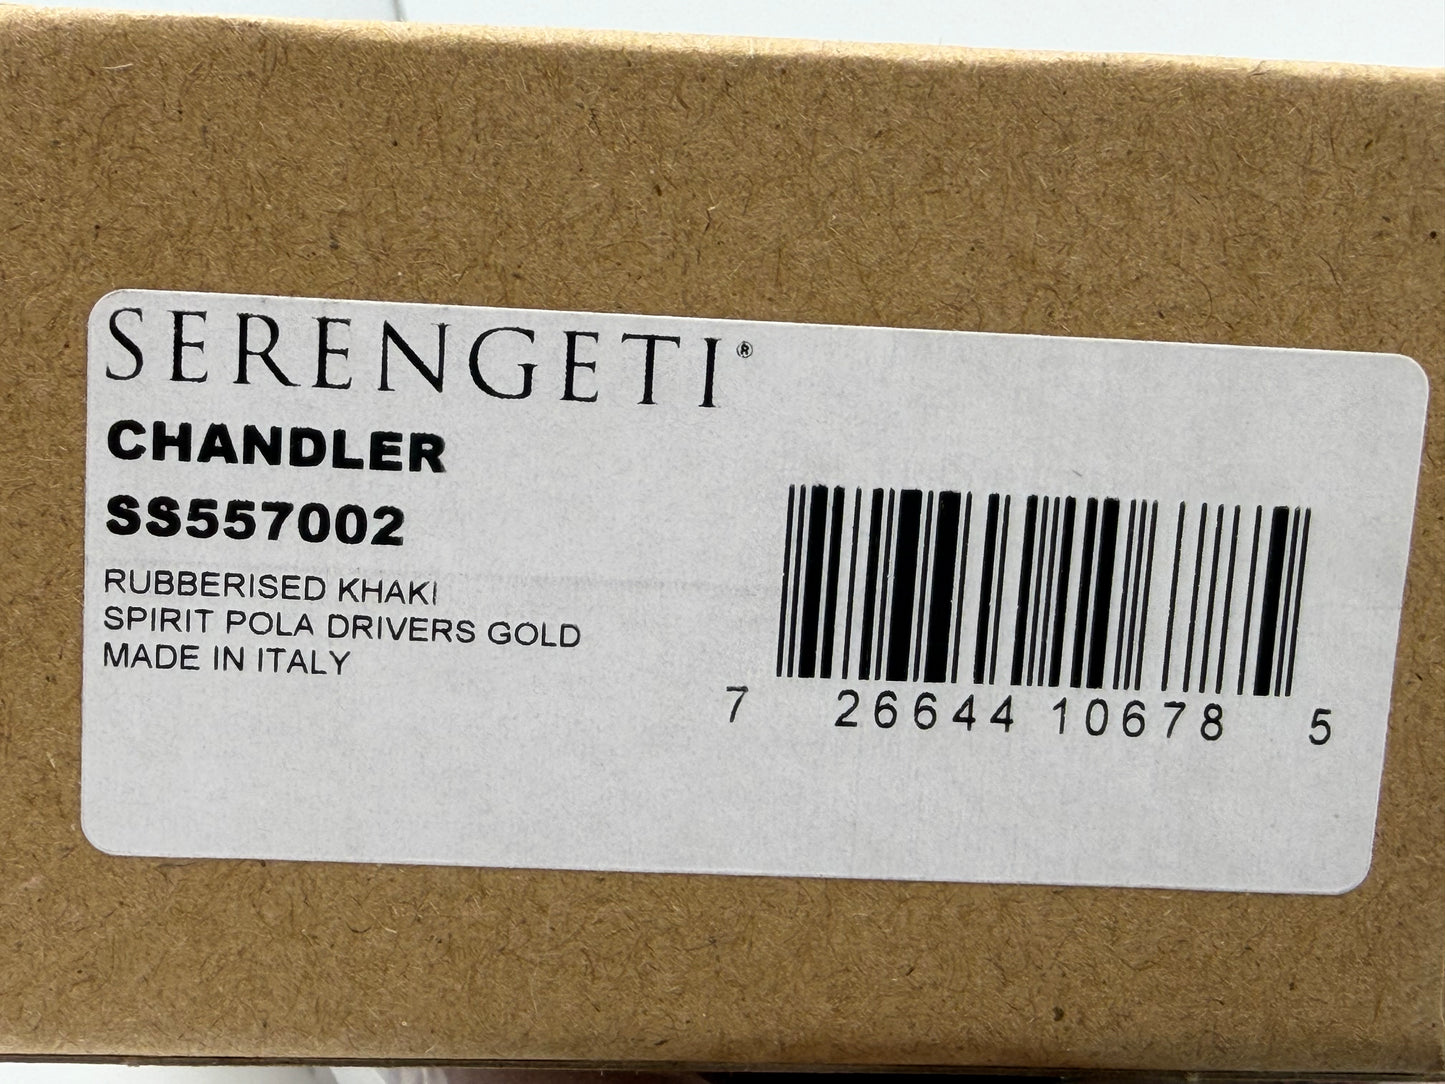 SERENGETI®
CHANDLER
SS557002
RUBBERISED KHAKI
SPIRIT POLA DRIVERS GOLD
MADE IN ITALY
7 26644 10678 5